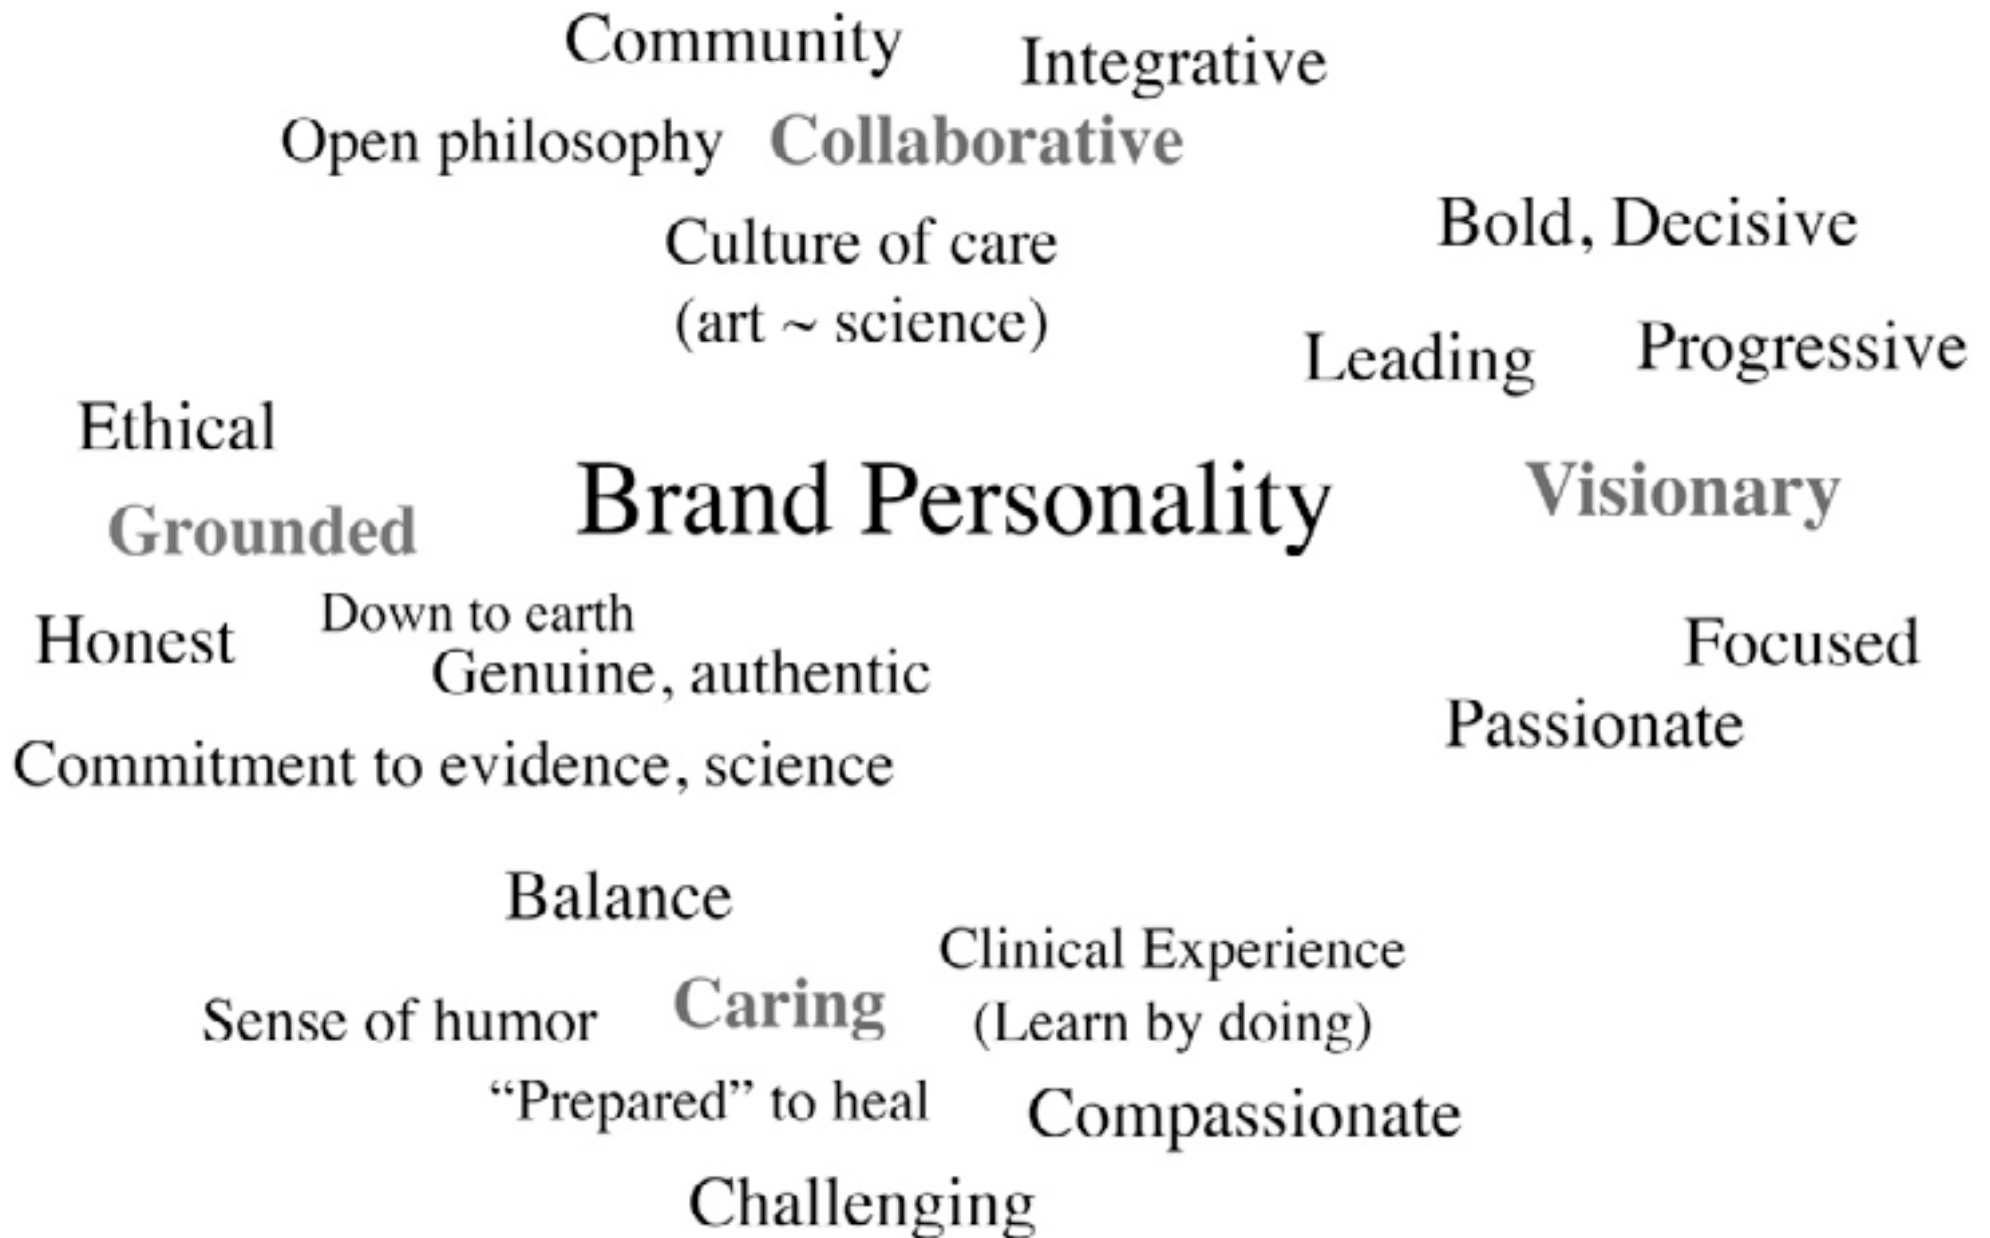 Community
Integrative
Open philosophy
Collaborative
Culture of care
(art ~ science)
Bold, Decisive
Leading
Progressive
Ethical
Grounded
Brand Personality
Visionary
Honest
Down to earth
Genuine, authentic
Commitment to evidence, science
Focused
Passionate
Balance
Clinical Experience
(Learn by doing)
Sense of humor
Caring
“Prepared” to heal
Compassionate
Challenging